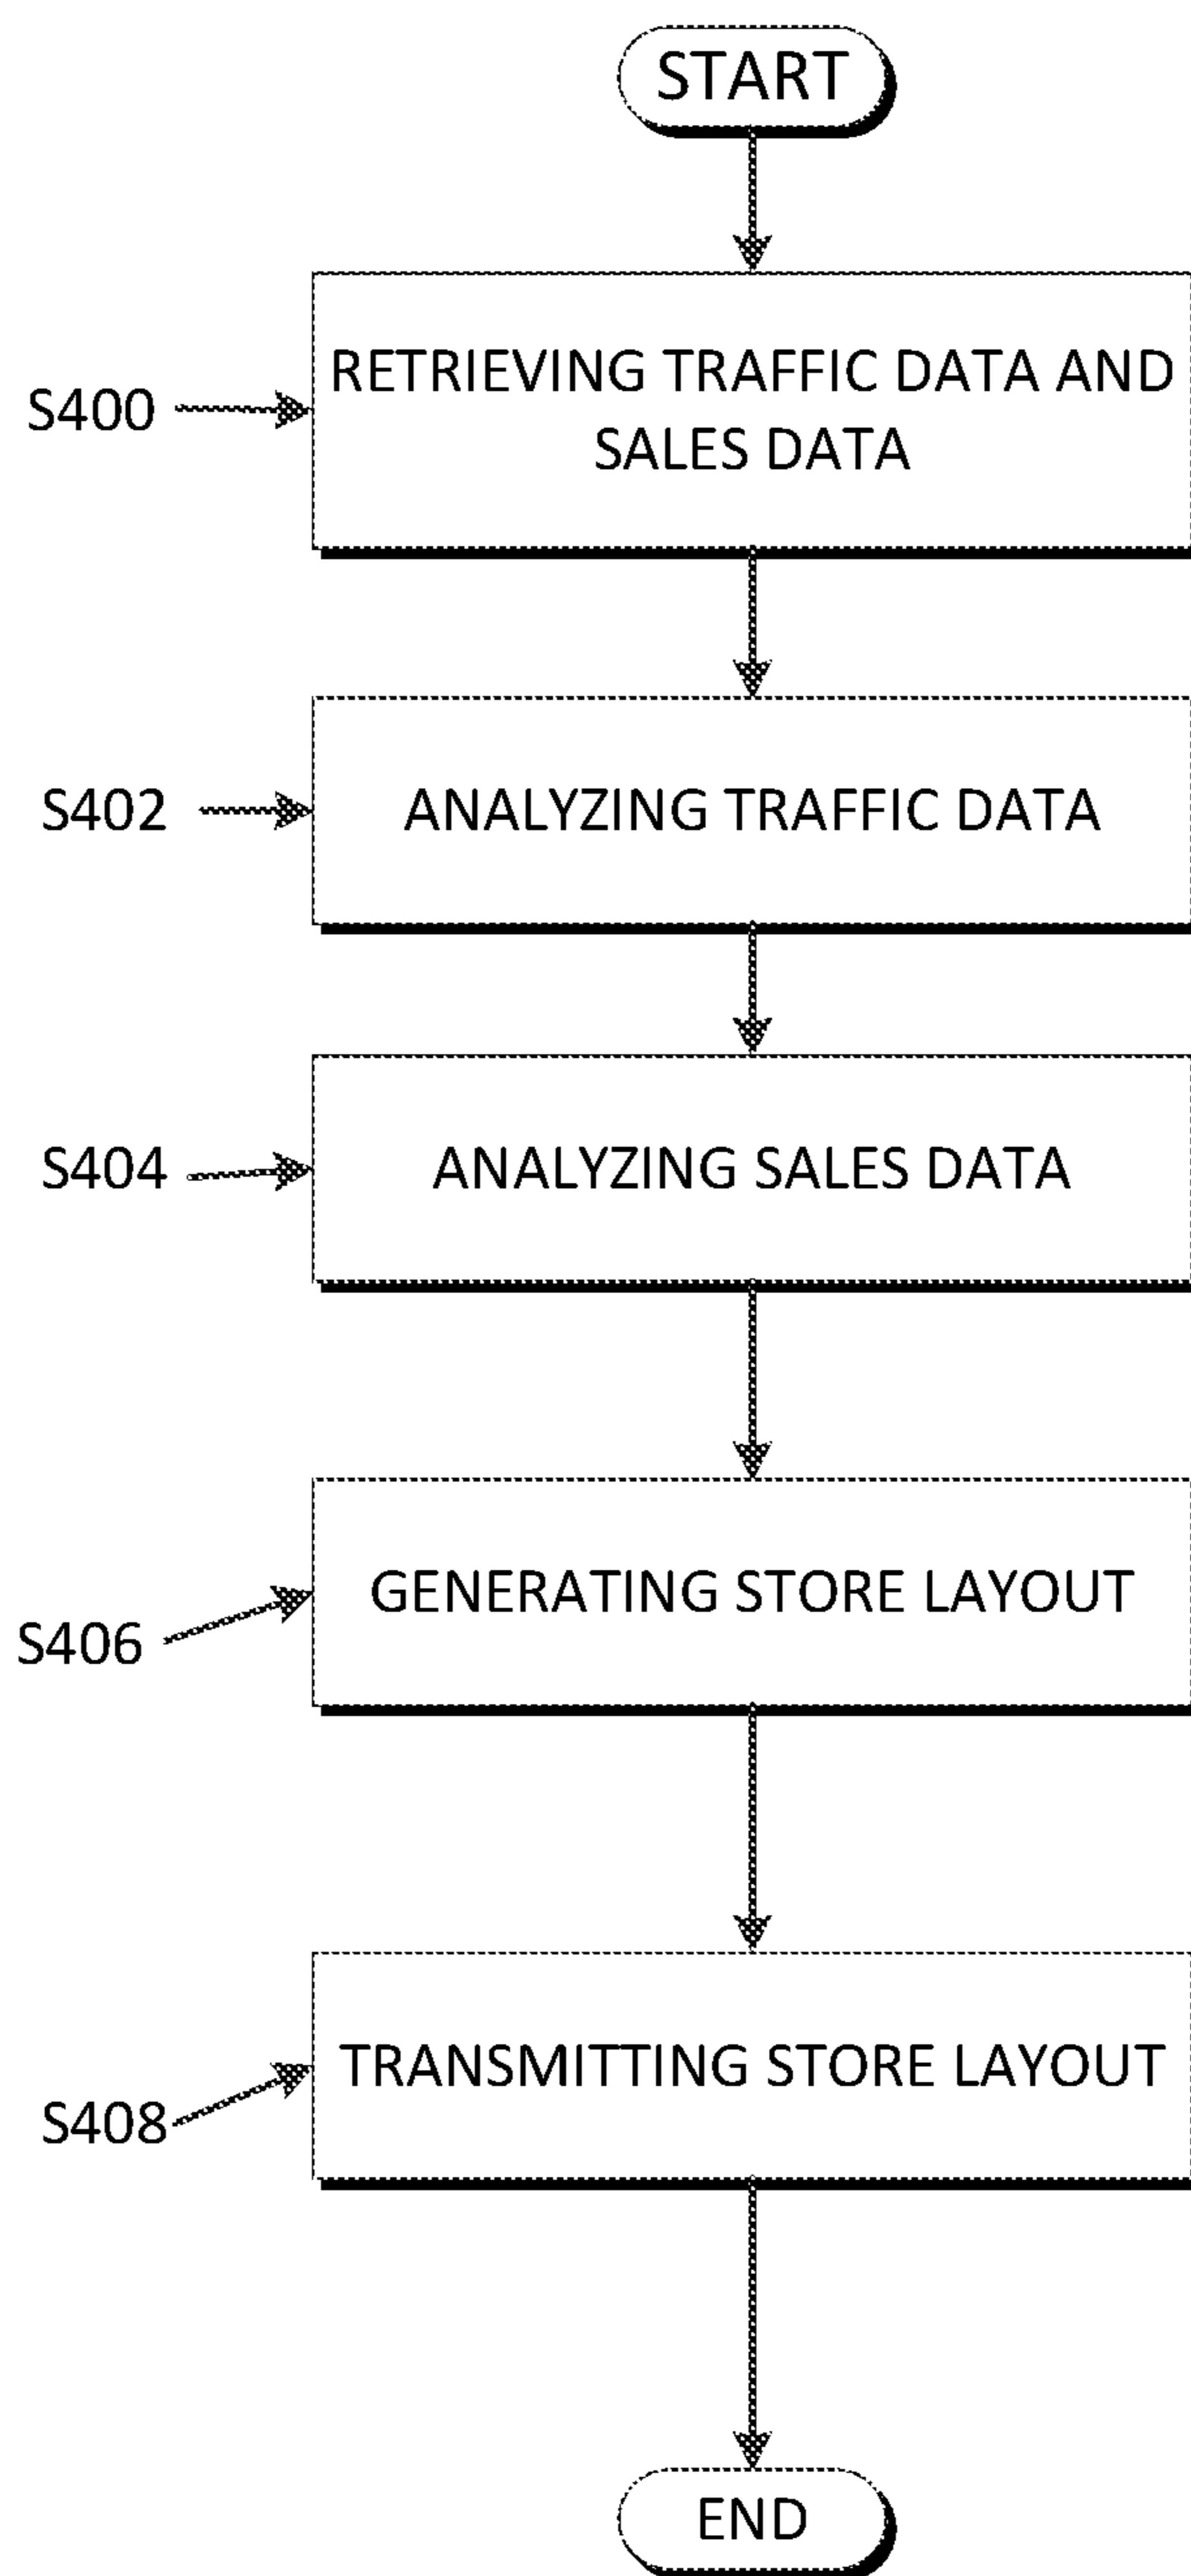 START
S400
RETRIEVING TRAFFIC DATA AND
SALES DATA
S402
ANALYZING TRAFFIC DATA
S404
ANALYZING SALES DATA
S406
GENERATING STORE LAYOUT
S408
TRANSMITTING STORE LAYOUT
END